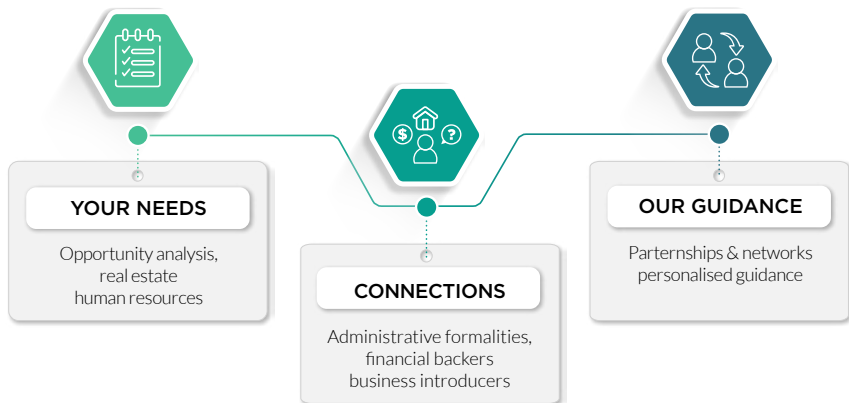 $
?
YOUR NEEDS
Opportunity analysis,
real estate
human resources
CONNECTIONS
Administrative formalities,
financial backers
business introducers
OUR GUIDANCE
Parternships & networks
personalised guidance